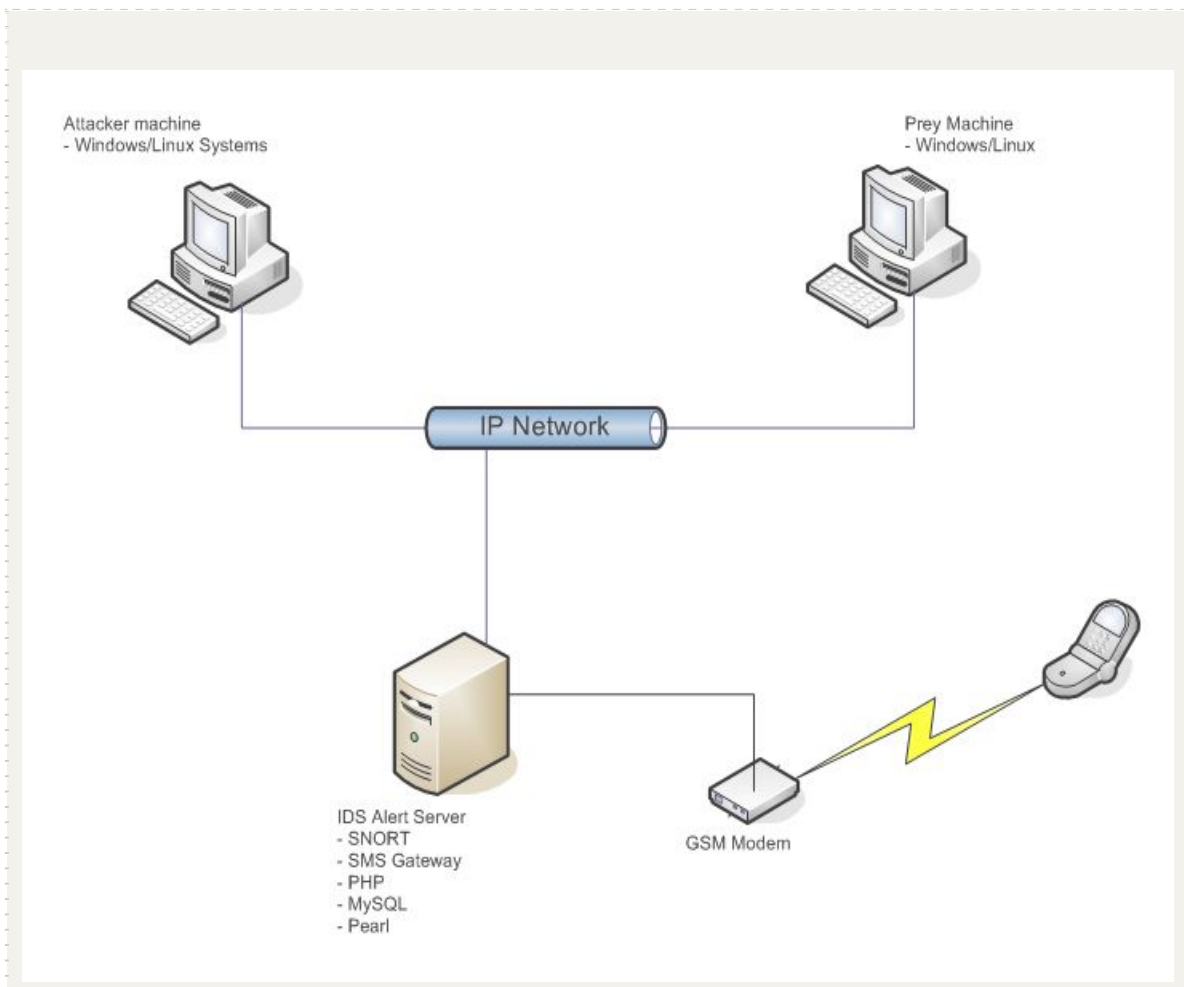 Attacker machine
- Windows/Linux Systems
Prey Machine
- Windows/Linux
IP Network
IDS Alert Server
- SNORT
- SMS Gateway
- PHP
- MySQL
- Pearl
GSM Modem